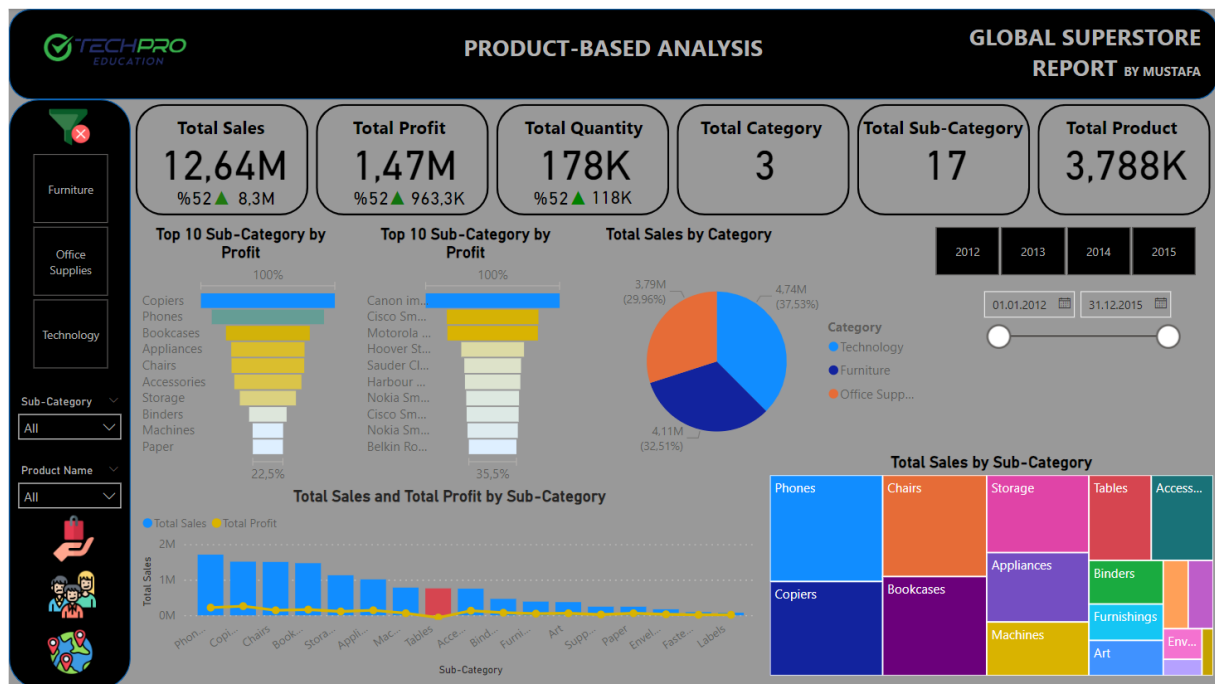 TECHPRO
EDUCATION
PRODUCT-BASED ANALYSIS
GLOBAL SUPERSTORE
REPORT BY MUSTAFA
Furniture
Office
Supplies
Technology
Sub-Category
All
Product Name
All
Total Sales
12,64M
%52 ▲ 8,3M
Total Profit
1,47M
%52 ▲ 963,3K
Total Quantity
178K
%52 ▲ 118K
Total Category
3
Total Sub-Category
17
Total Product
3,788K
Top 10 Sub-Category by
Profit
100%
Copiers
Phones
Bookcases
Appliances
Chairs
Accessories
Storage
Binders
Machines
Paper
22,5%
Top 10 Sub-Category by
Profit
100%
Canon im...
Cisco Sm...
Motorola ...
Hoover St...
Sauder Cl...
Harbour ...
Nokia Sm...
Cisco Sm...
Nokia Sm...
Belkin Ro...
35,5%
Total Sales by Category
3.79M
(29.96%)
4.74M
(37.53%)
4.11M
(32.51%)
Category
Technology
Furniture
Office Supp...
2012
2013
2014
2015
01.01.2012
31.12.2015
Total Sales and Total Profit by Sub-Category
Total Sales
Total Profit
Total Sales
2M
1M
0M
Phon...
Copi...
Chairs
Book...
Stora...
Appli...
Mac...
Tables
Acce...
Bind...
Furni...
Art
Supp...
Paper
Envel...
Faste...
Labels
Sub-Category
Total Sales by Sub-Category
Phones
Copiers
Chairs
Bookcases
Storage
Appliances
Machines
Tables
Access...
Binders
Furnishings
Art
Env...